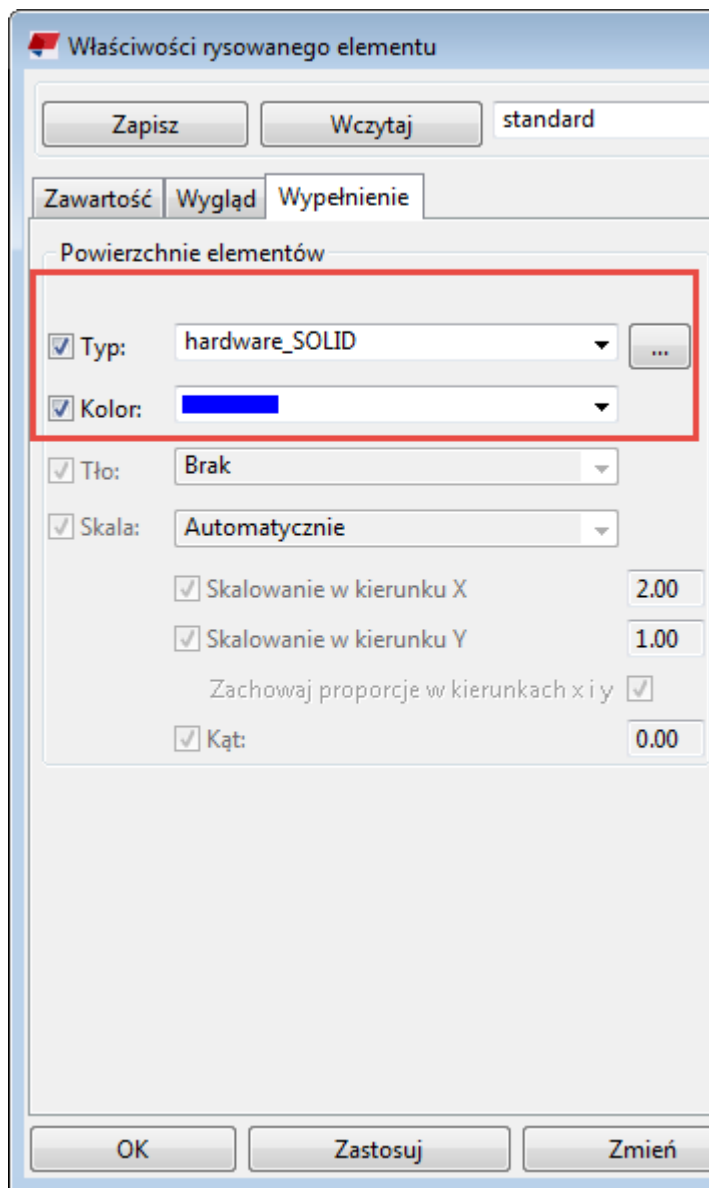 Właściwości rysowanego elementu
Zapisz Wczytaj standard
Zawartość Wygląd Wypełnienie
Powierzchnie elementów
Typ: hardware_SOLID ...
Kolor:
Tło: Brak
Skala: Automatycznie
Skalowanie w kierunku X 2.00
Skalowanie w kierunku Y 1.00
Zachowaj proporcje w kierunkach x i y
Kąt: 0.00
OK Zastosuj Zmień